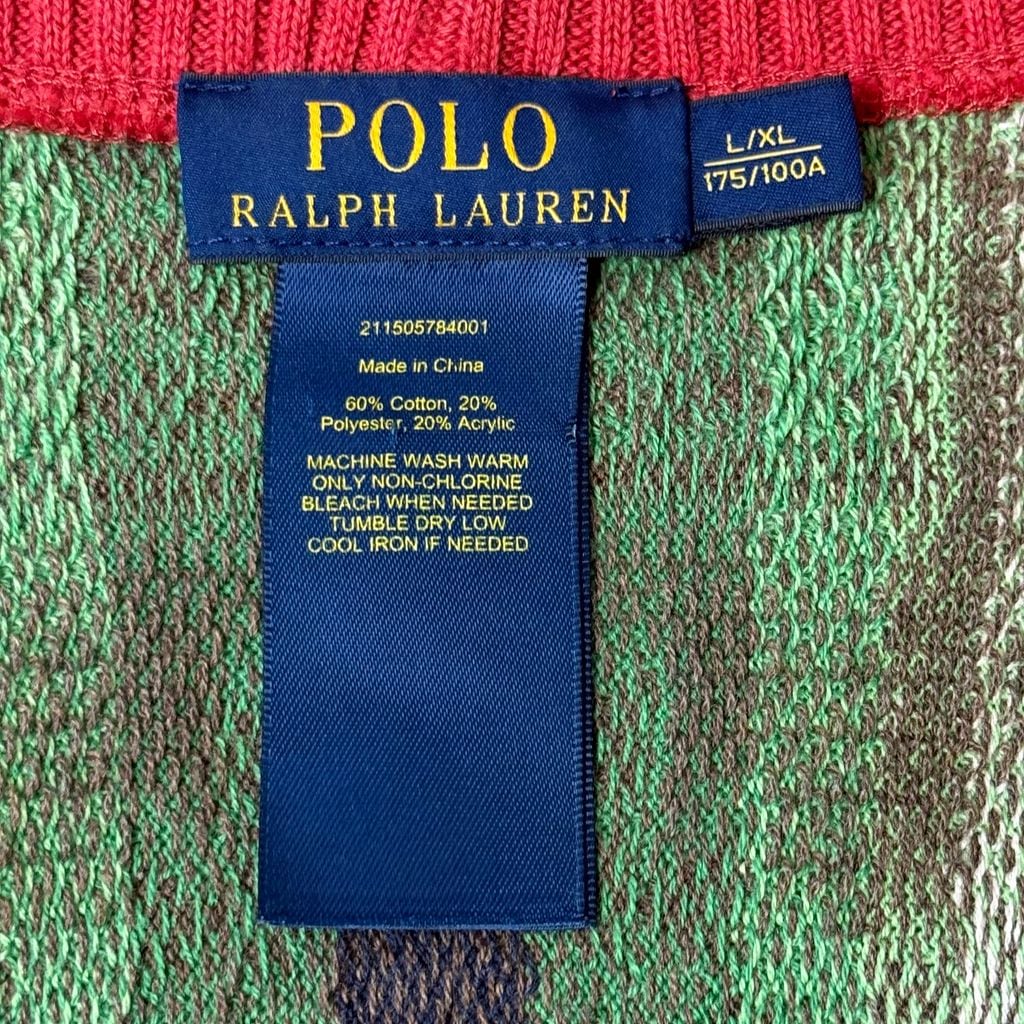 POLO
RALPH LAUREN
L/XL
175/100A
211505784001
Made in China
60% Cotton, 20%
Polyester, 20% Acrylic
MACHINE WASH WARM
ONLY NON-CHLORINE
BLEACH WHEN NEEDED
TUMBLE DRY LOW
COOL IRON IF NEEDED